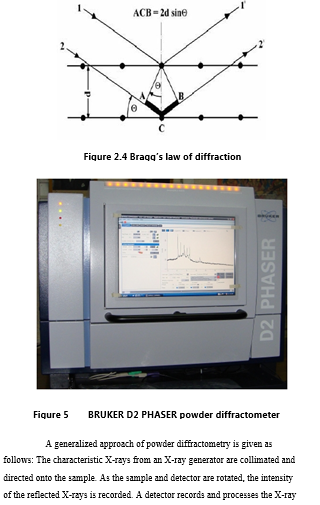 1
ACB = 2d sinθ
1'
2
2'
A
θ
B
d
θ
C
Figure 2.4 Bragg's law of diffraction
BRUKER
D2 PHASER
Figure 5 BRUKER D2 PHASER powder diffractometer
A generalized approach of powder diffractometry is given as
follows: The characteristic X-rays from an X-ray generator are collimated and
directed onto the sample. As the sample and detector are rotated, the intensity
of the reflected X-rays is recorded. A detector records and processes the X-ray